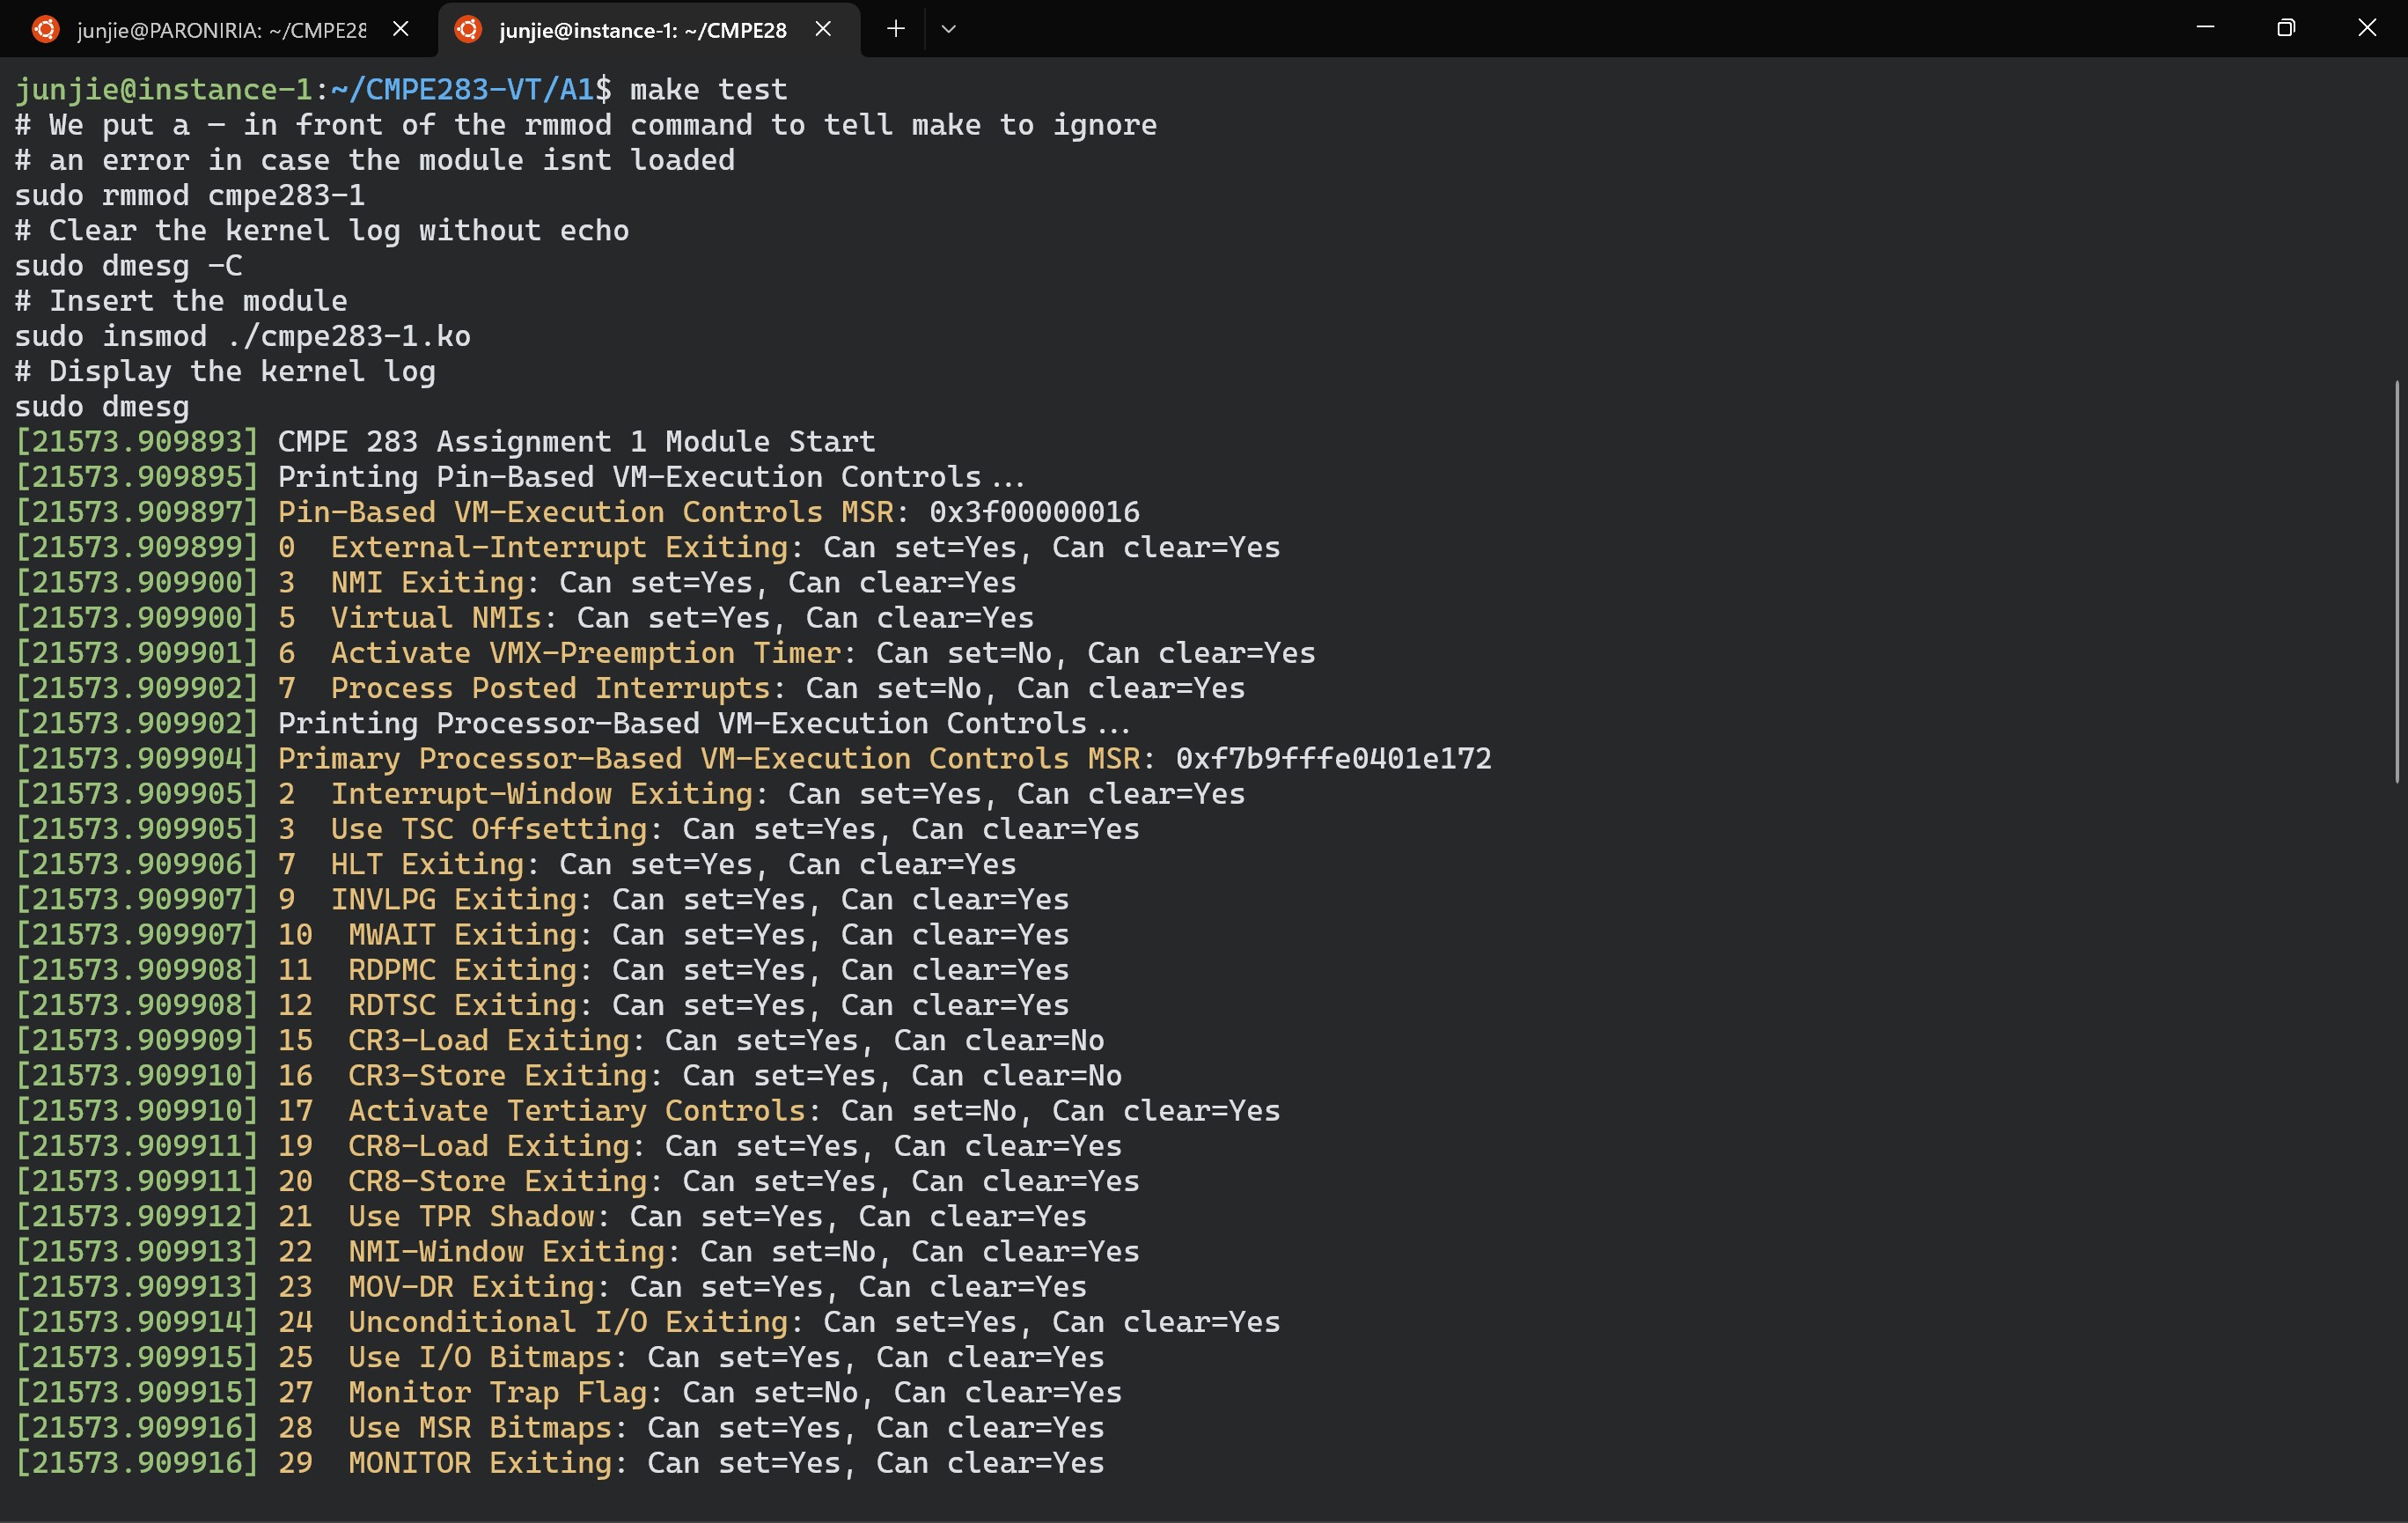 junjie@PARONIRIA: ~/CMPE28
junjie@instance-1: ~/CMPE28
junjie@instance-1:~/CMPE283-VT/A1$ make test
# We put a - in front of the rmmod command to tell make to ignore
# an error in case the module isnt loaded
sudo rmmod cmpe283-1
# Clear the kernel log without echo
sudo dmesg -C
# Insert the module
sudo insmod ./cmpe283-1.ko
# Display the kernel log
sudo dmesg
[21573.909893] CMPE 283 Assignment 1 Module Start
[21573.909895] Printing Pin-Based VM-Execution Controls...
[21573.909897] Pin-Based VM-Execution Controls MSR: 0x3f00000016
[21573.909899] 0  External-Interrupt Exiting: Can set=Yes, Can clear=Yes
[21573.909900] 3  NMI Exiting: Can set=Yes, Can clear=Yes
[21573.909900] 5  Virtual NMIs: Can set=Yes, Can clear=Yes
[21573.909901] 6  Activate VMX-Preemption Timer: Can set=No, Can clear=Yes
[21573.909902] 7  Process Posted Interrupts: Can set=No, Can clear=Yes
[21573.909902] Printing Processor-Based VM-Execution Controls...
[21573.909904] Primary Processor-Based VM-Execution Controls MSR: 0xf7b9fffe0401e172
[21573.909905] 2  Interrupt-Window Exiting: Can set=Yes, Can clear=Yes
[21573.909905] 3  Use TSC Offsetting: Can set=Yes, Can clear=Yes
[21573.909906] 7  HLT Exiting: Can set=Yes, Can clear=Yes
[21573.909907] 9  INVLPG Exiting: Can set=Yes, Can clear=Yes
[21573.909907] 10  MWAIT Exiting: Can set=Yes, Can clear=Yes
[21573.909908] 11  RDPMC Exiting: Can set=Yes, Can clear=Yes
[21573.909908] 12  RDTSC Exiting: Can set=Yes, Can clear=Yes
[21573.909909] 15  CR3-Load Exiting: Can set=Yes, Can clear=No
[21573.909910] 16  CR3-Store Exiting: Can set=Yes, Can clear=No
[21573.909910] 17  Activate Tertiary Controls: Can set=No, Can clear=Yes
[21573.909911] 19  CR8-Load Exiting: Can set=Yes, Can clear=Yes
[21573.909911] 20  CR8-Store Exiting: Can set=Yes, Can clear=Yes
[21573.909912] 21  Use TPR Shadow: Can set=Yes, Can clear=Yes
[21573.909913] 22  NMI-Window Exiting: Can set=No, Can clear=Yes
[21573.909913] 23  MOV-DR Exiting: Can set=Yes, Can clear=Yes
[21573.909914] 24  Unconditional I/O Exiting: Can set=Yes, Can clear=Yes
[21573.909915] 25  Use I/O Bitmaps: Can set=Yes, Can clear=Yes
[21573.909915] 27  Monitor Trap Flag: Can set=No, Can clear=Yes
[21573.909916] 28  Use MSR Bitmaps: Can set=Yes, Can clear=Yes
[21573.909916] 29  MONITOR Exiting: Can set=Yes, Can clear=Yes